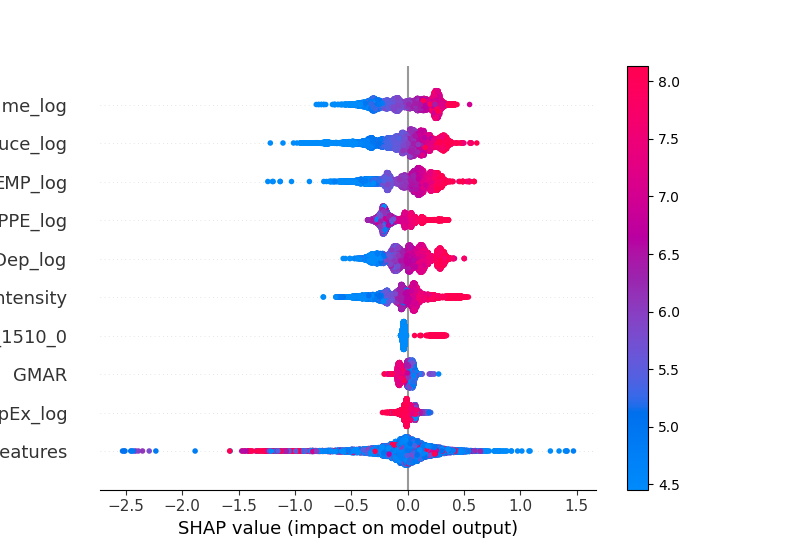 me_log
uce_log
EMP_log
PPE_log
Dep_log
ntensity
_1510_0
GMAR
pEx_log
eatures
−2.5 −2.0 −1.5 −1.0 −0.5 0.0 0.5 1.0 1.5
SHAP value (impact on model output)
8.0
7.5
7.0
6.5
6.0
5.5
5.0
4.5